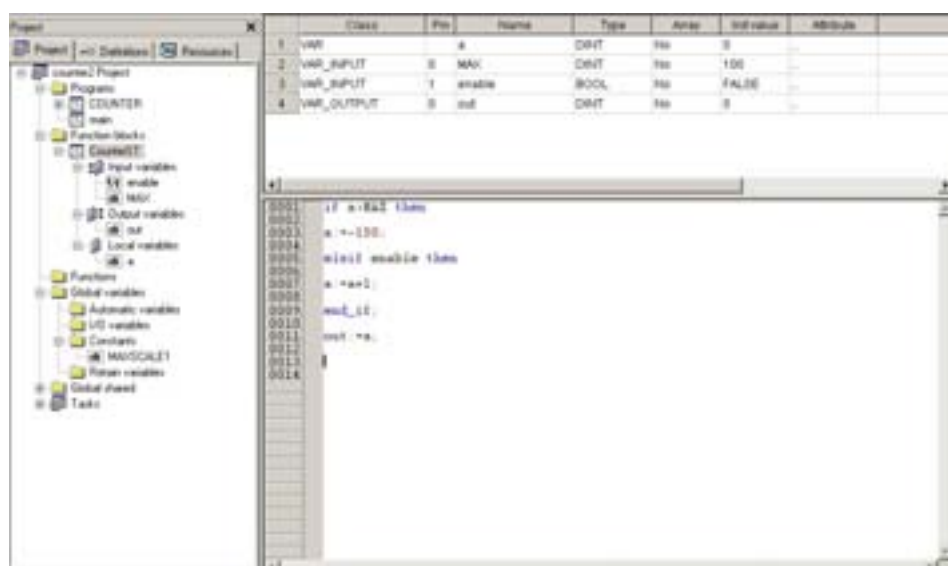 Project
Project Definitions Resources
counter2 Project
Programs
COUNTER
main
Function blocks
CounterST
Input variables
enable
MAX
Output variables
out
Local variables
a
Functions
Global variables
Automatic variables
I/O variables
Constants
MAXSCALE1
Retain variables
Global shared
Tasks
Class Pin Name Type Array Init value Attribute
1 VAR a DINT No 0 ..
2 VAR_INPUT 0 MAX DINT No 100 ..
3 VAR_INPUT 1 enable BOOL No FALSE ..
4 VAR_OUTPUT 0 out DINT No 0 ..
0001 if a>MAX then
0002
0003 a:=-100;
0004
0005 elsif enable then
0006
0007 a:=a+1;
0008
0009 end_if;
0010
0011 out:=a;
0012
0013
0014